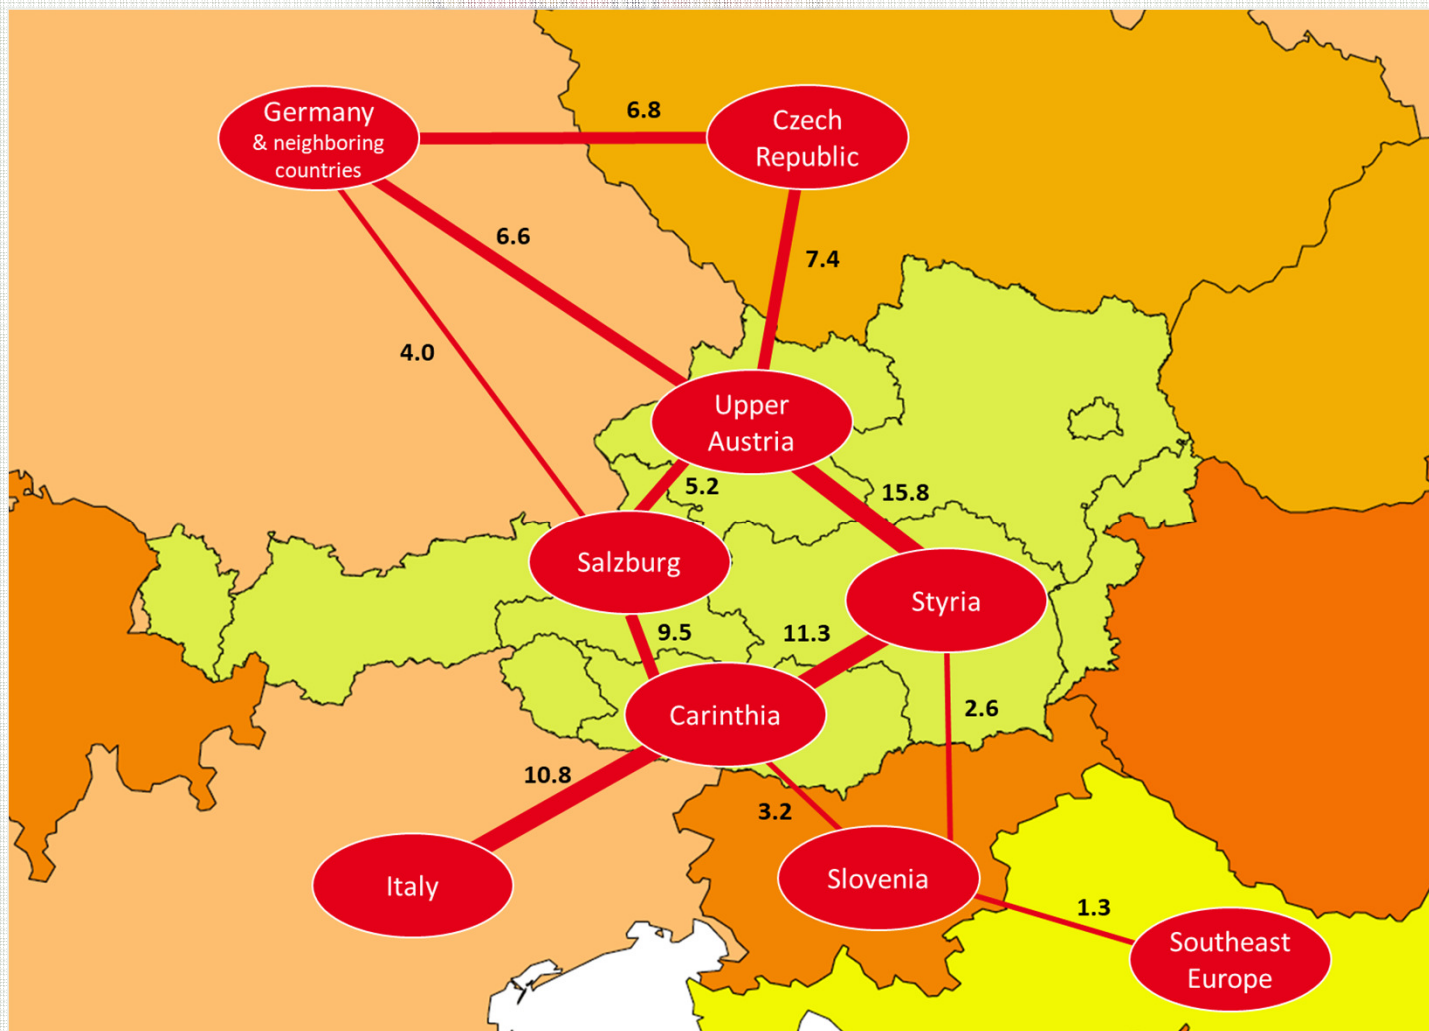 Germany
& neighboring
countries
6.8
Czech
Republic
6.6
7.4
4.0
Upper
Austria
5.2
15.8
Salzburg
Styria
9.5
11.3
Carinthia
2.6
10.8
3.2
Italy
Slovenia
1.3
Southeast
Europe